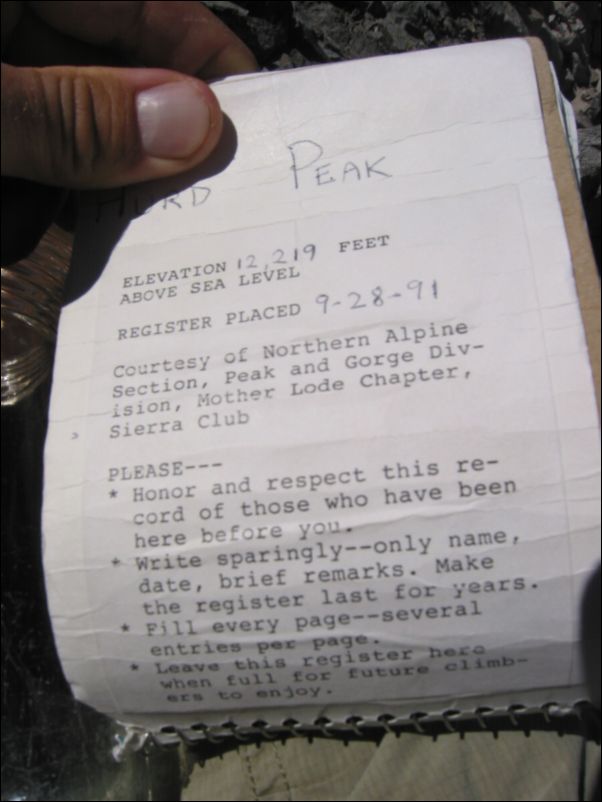 HURD PEAK
ELEVATION 12,219 FEET
ABOVE SEA LEVEL
REGISTER PLACED 9-28-91
Courtesy of Northern Alpine
Section, Peak and Gorge Div-
ision, Mother Lode Chapter,
Sierra Club
PLEASE---
* Honor and respect this re-
cord of those who have been
here before you.
* Write sparingly--only name,
date, brief remarks. Make
the register last for years.
* Fill every page--several
entries per page.
* Leave this register here
when full for future climb-
ers to enjoy.